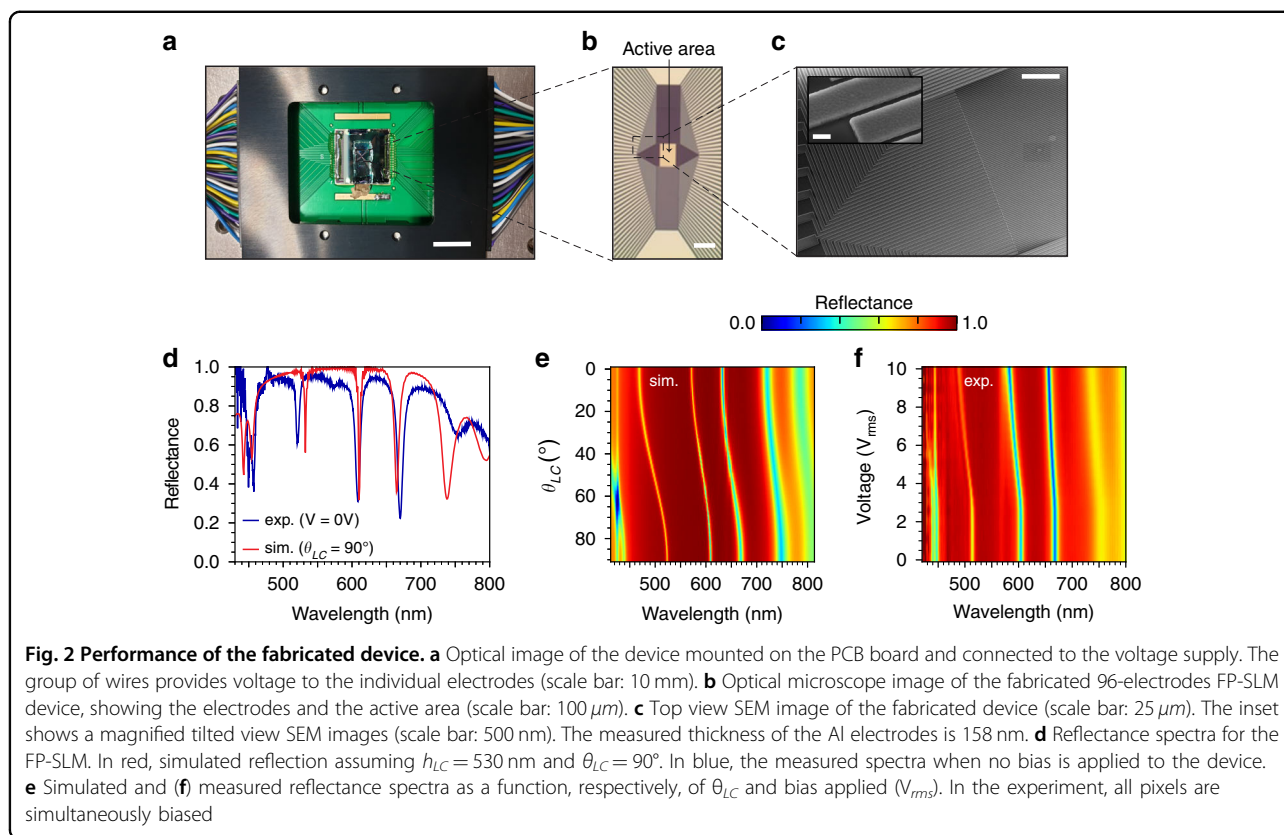 a
b
c
Active area
Reflectance
0.0
1.0
d
e
f
1.0
0.8
0.6
0.4
0.2
0.0
Reflectance
exp. (V = 0V)
sim. (θLC = 90°)
500
600
700
800
Wavelength (nm)
0
20
40
60
80
θLC (°)
sim.
500
600
700
800
Wavelength (nm)
10
8
6
4
2
0
Voltage (Vrms)
exp.
500
600
700
800
Wavelength (nm)
Fig. 2 Performance of the fabricated device. a Optical image of the device mounted on the PCB board and connected to the voltage supply. The
group of wires provides voltage to the individual electrodes (scale bar: 10 mm). b Optical microscope image of the fabricated 96-electrodes FP-SLM
device, showing the electrodes and the active area (scale bar: 100 μm). c Top view SEM image of the fabricated device (scale bar: 25 μm). The inset
shows a magnified tilted view SEM images (scale bar: 500 nm). The measured thickness of the Al electrodes is 158 nm. d Reflectance spectra for the
FP-SLM. In red, simulated reflection assuming hLC = 530 nm and θLC = 90°. In blue, the measured spectra when no bias is applied to the device.
e Simulated and (f) measured reflectance spectra as a function, respectively, of θLC and bias applied (Vrms). In the experiment, all pixels are
simultaneously biased